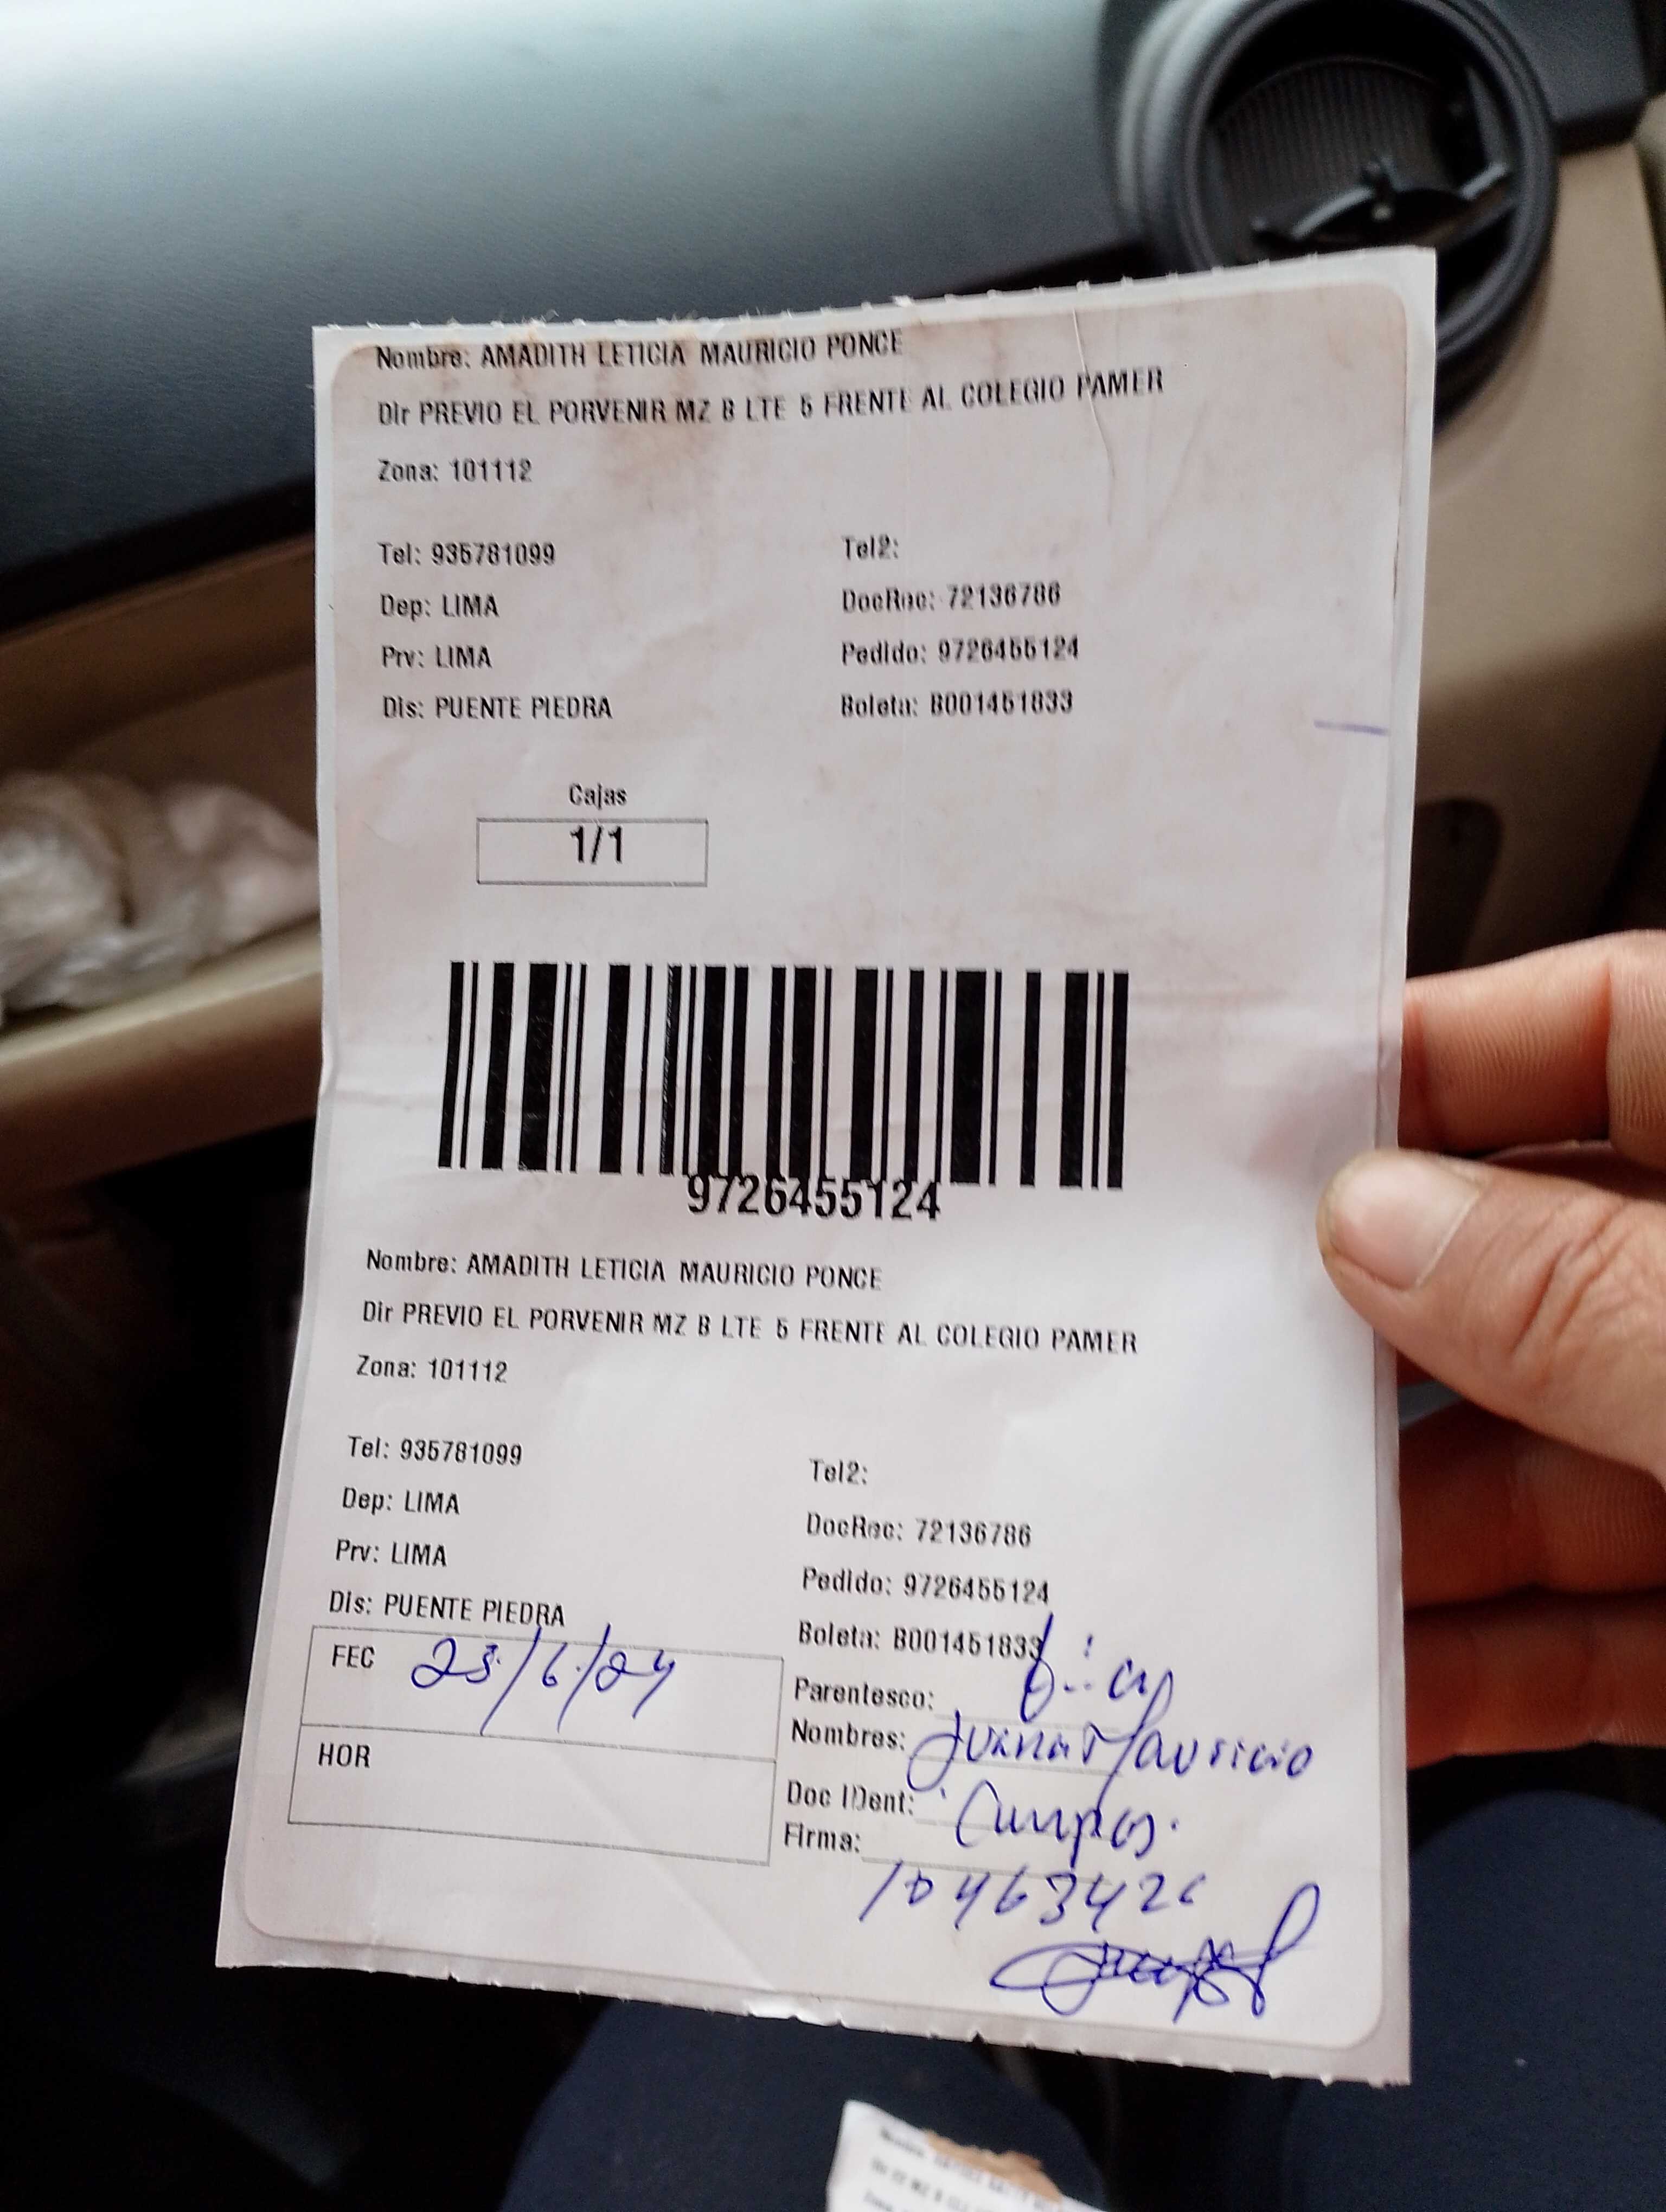 Nombre: AMADITH LETICIA MAURICIO PONCE
Dir PREVIO EL PORVENIR MZ B LTE 5 FRENTE AL COLEGIO PAMER
Zona: 101112
Tel: 935781099
Tel2:
Dep: LIMA
DocRec: 72136786
Prv: LIMA
Pedido: 9726455124
Dis: PUENTE PIEDRA
Boleta: B001451833
Cajas
1/1
9726455124
Nombre: AMADITH LETICIA MAURICIO PONCE
Dir PREVIO EL PORVENIR MZ B LTE 5 FRENTE AL COLEGIO PAMER
Zona: 101112
Tel: 935781099
Tel2:
Dep: LIMA
DocRec: 72136786
Prv: LIMA
Pedido: 9726455124
Dis: PUENTE PIEDRA
Boleta: B001451833
FEC 23/6/24
Parentesco:
Nombres: Juana Mauricio
HOR
Doc IDent: Campos.
Firma: